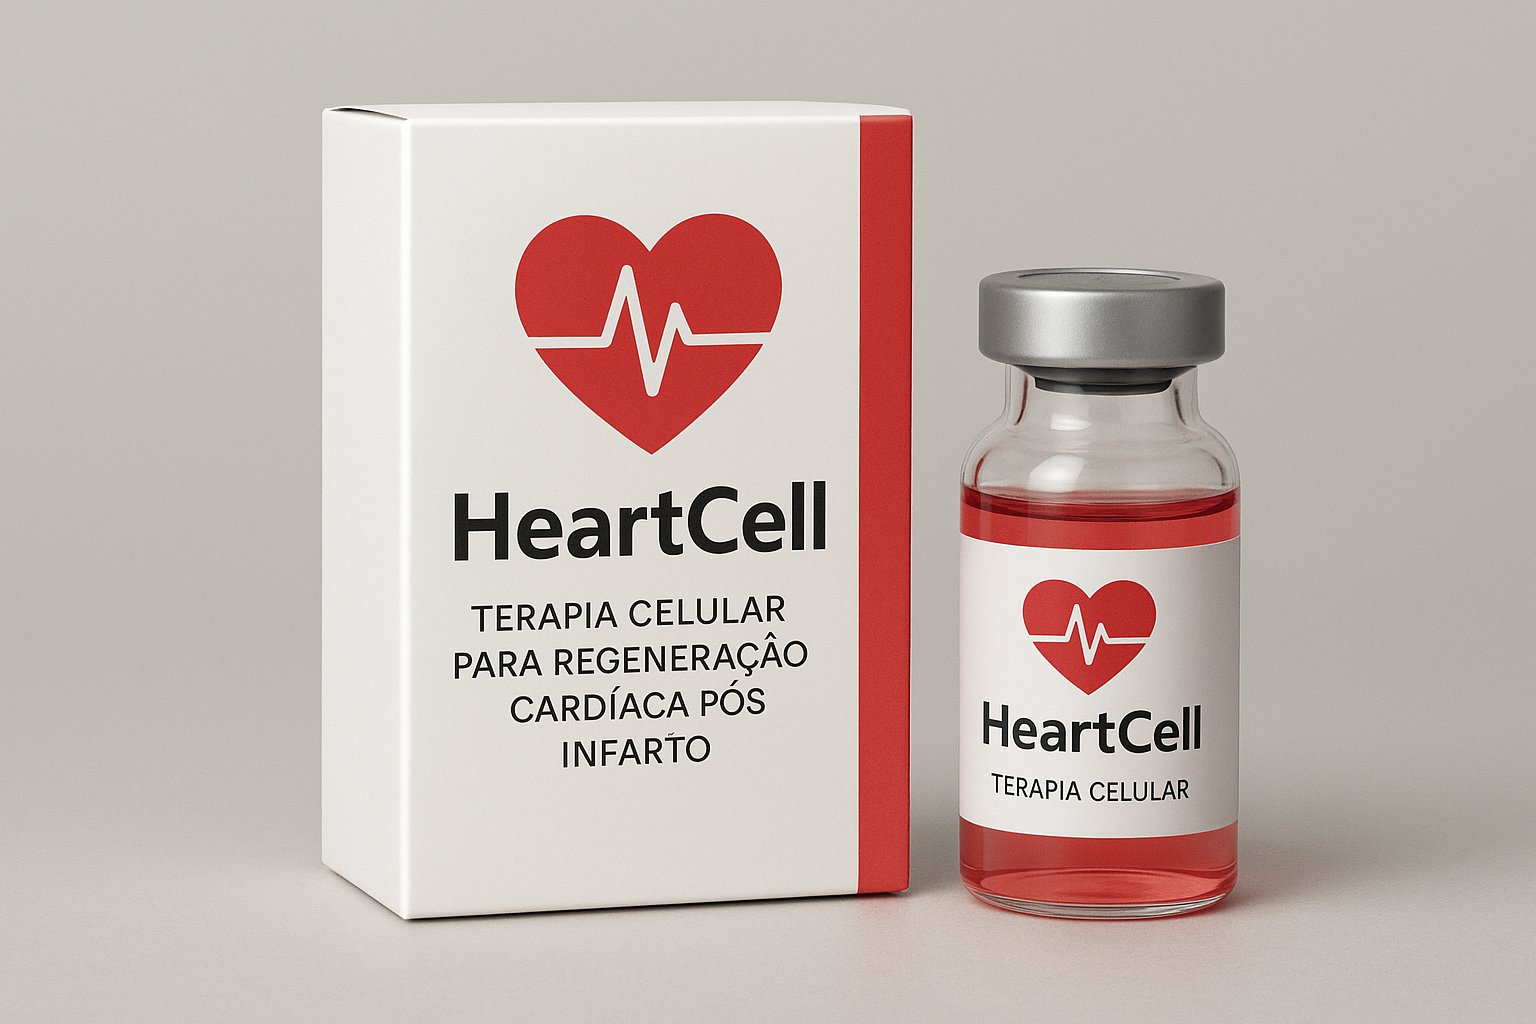 HeartCell
TERAPIA CELULAR
PARA REGENERAÇÂO
CARDÍACA PÓS
INFARTO
HeartCell
TERAPIA CELULAR